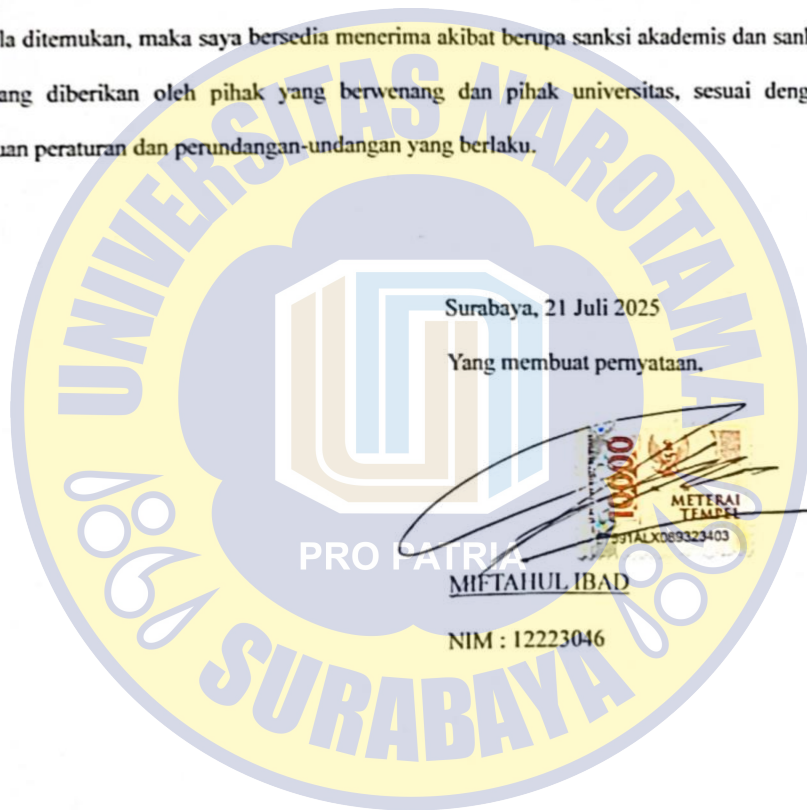 la ditemukan, maka saya bersedia menerima akibat berupa sanksi akademis dan sank
ang diberikan oleh pihak yang berwenang dan pihak universitas, sesuai deng
uan peraturan dan perundangan-undangan yang berlaku.
UNIVERSITAS NAROTAMA
Surabaya, 21 Juli 2025
Yang membuat pernyataan,
10000
METERAI
TEMPEL
691ALX089323403
PRO PATRIA
MIFTAHUL IBAD
NIM : 12223046
SURABAYA